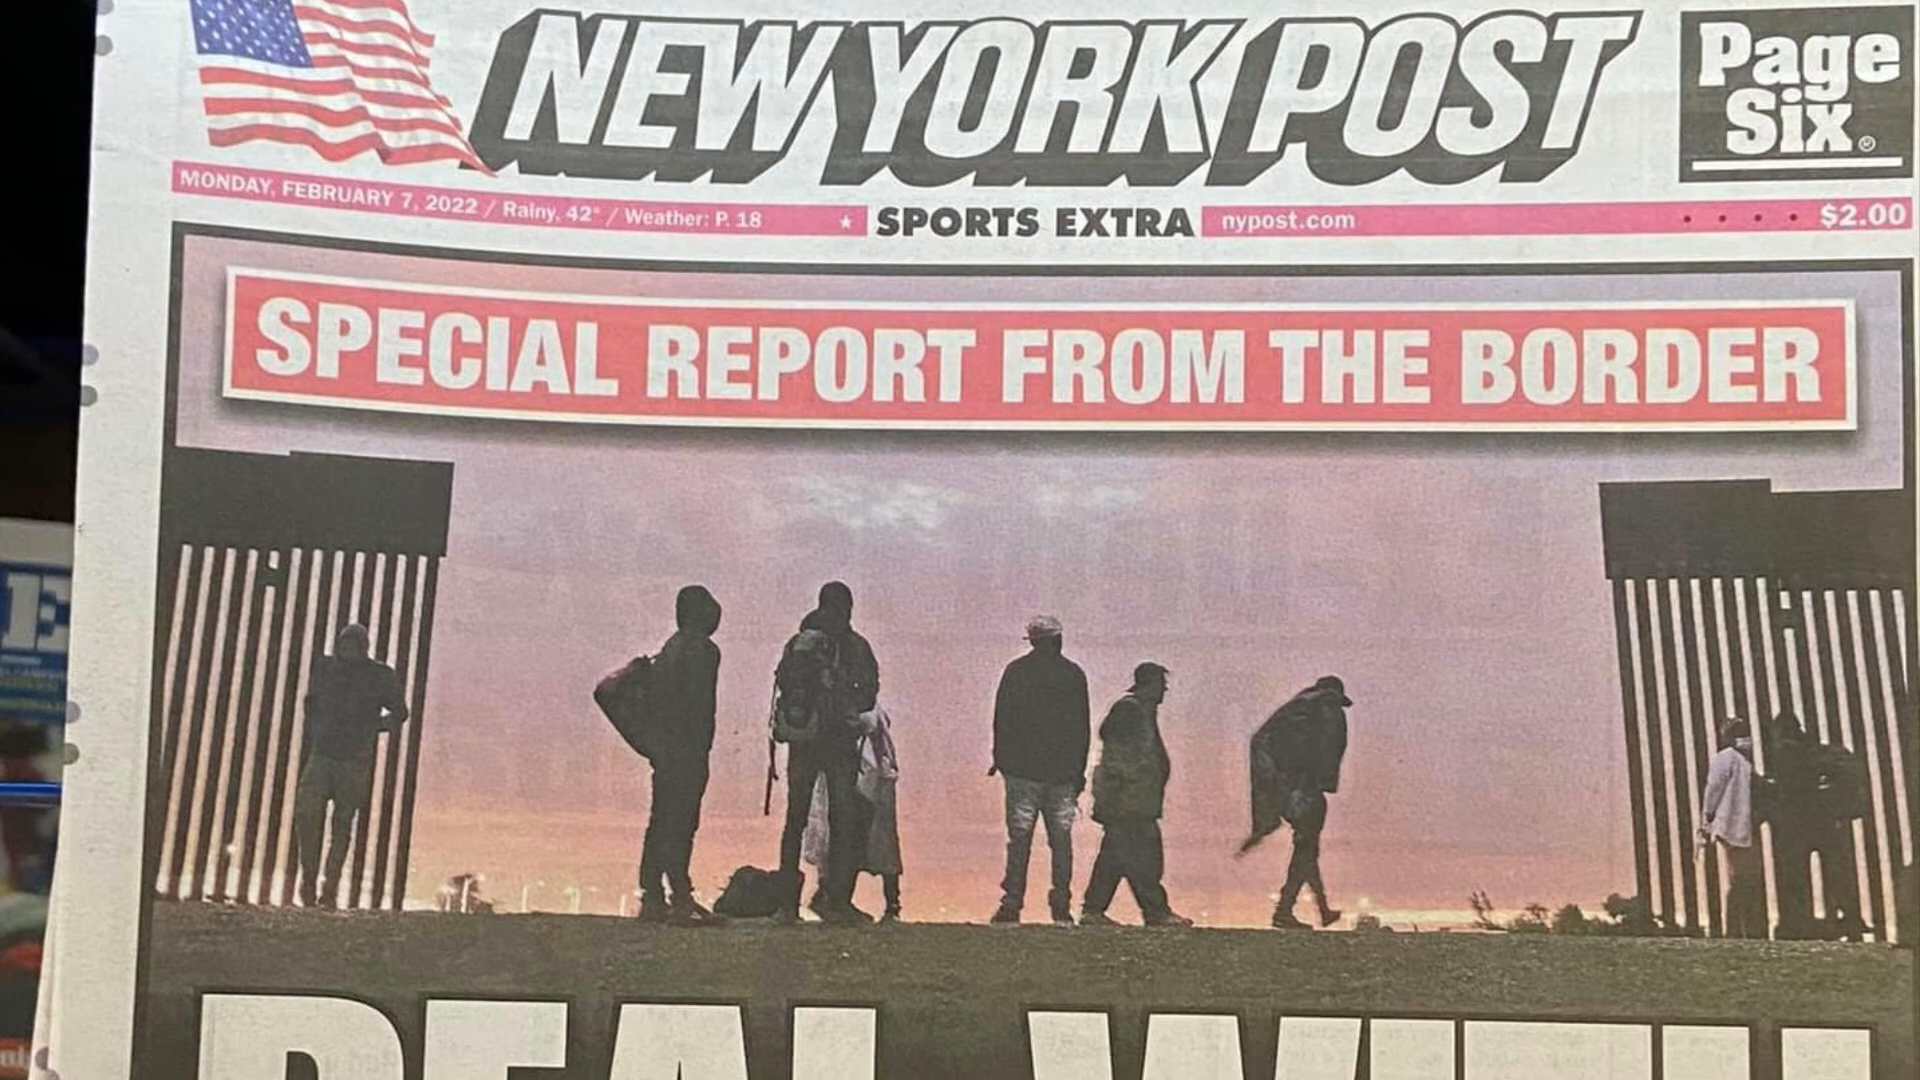 NEW YORK POST
Page
Six®
MONDAY, FEBRUARY 7, 2022 / Rainy, 42° / Weather: P. 18 ★ SPORTS EXTRA nypost.com $2.00
SPECIAL REPORT FROM THE BORDER
WITH